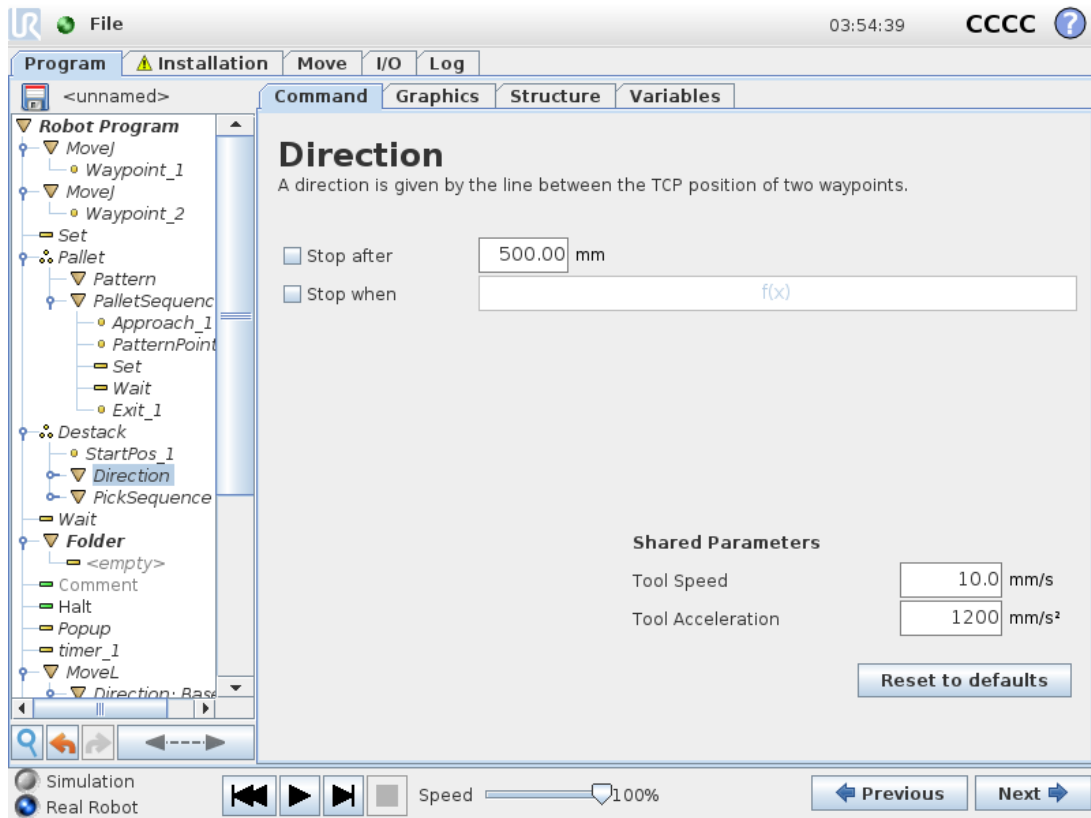 UR File 03:54:39 CCCC ?
Program Installation Move I/O Log
<unnamed> Command Graphics Structure Variables
Robot Program
MoveJ
Waypoint_1
MoveJ
Waypoint_2
Set
Pallet
Pattern
PalletSequenc
Approach_1
PatternPoint
Set
Wait
Exit_1
Destack
StartPos_1
Direction
PickSequence
Wait
Folder
<empty>
Comment
Halt
Popup
timer_1
MoveL
Direction: Base
Direction
A direction is given by the line between the TCP position of two waypoints.
Stop after 500.00 mm
Stop when f(x)
Shared Parameters
Tool Speed 10.0 mm/s
Tool Acceleration 1200 mm/s²
Reset to defaults
Simulation
Real Robot
Speed 100%
Previous Next